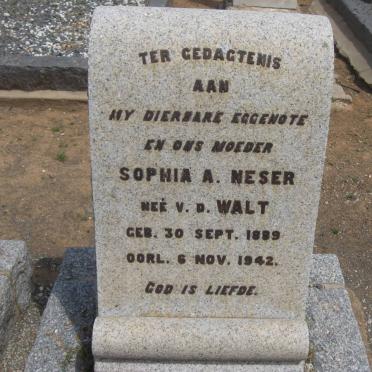 TER GEDAGTENIS
AAN
MY DIERBARE EGGENOTE
EN ONS MOEDER
SOPHIA A. NESER
NEÉ V. D. WALT
GEB. 30 SEPT. 1889
OORL. 6 NOV. 1942.
GOD IS LIEFDE.